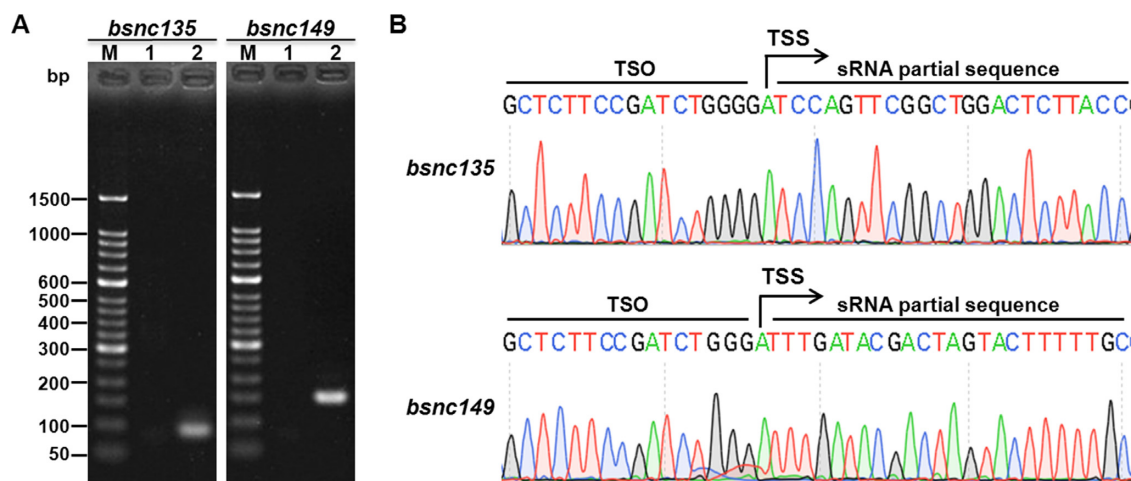 A
bsnc135 bsnc149
M 1 2 M 1 2
bp
1500
1000
600
500
400
300
200
100
50
B
TSS
TSO sRNA partial sequence
GCTCTTCCGATCTGGGGATCCAGTTCGGCTGGACTCTTACC
bsnc135
TSS
TSO sRNA partial sequence
GCTCTTCCGATCTGGGATTTGATACGACTAGTACTTTTTGC
bsnc149